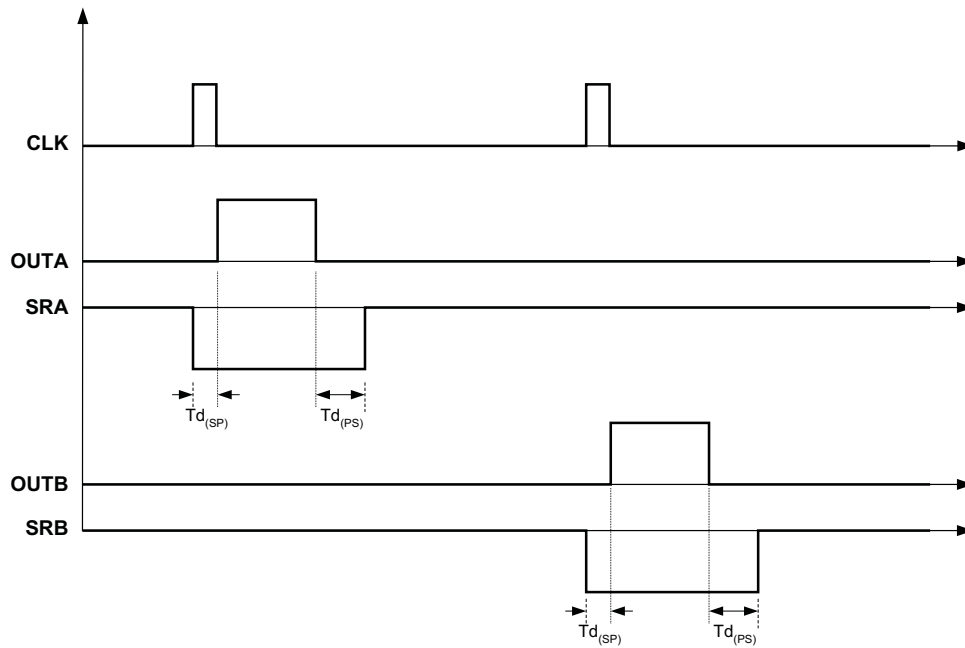 CLK
OUTA
SRA
Td(SP) Td(PS)
OUTB
SRB
Td(SP) Td(PS)